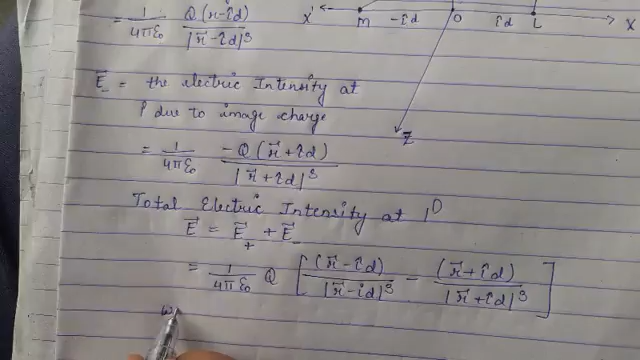 = 1/4πε₀ Q(r⃗-îd)/|r⃗-îd|³
X' M -îd O îd L X
E⃗₋ = the electric Intensity at
P due to image charge
Z
= 1/4πε₀ -Q(r⃗+îd)/|r⃗+îd|³
Total Electric Intensity at P
E⃗ = E⃗₊ + E⃗₋
= 1/4πε₀ Q [(r⃗-îd)/|r⃗-îd|³ - (r⃗+îd)/|r⃗+îd|³]